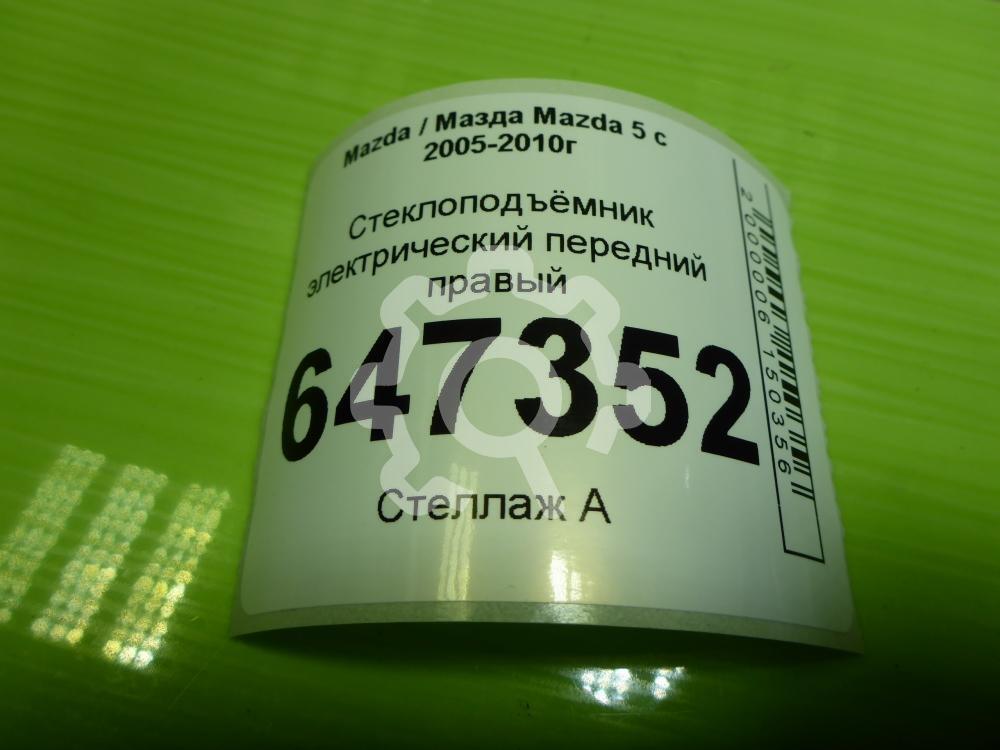 Mazda / Мазда Mazda 5 с
2005-2010г
Стеклоподъёмник
электрический передний
правый
647352
Стеллаж А
2000006150356